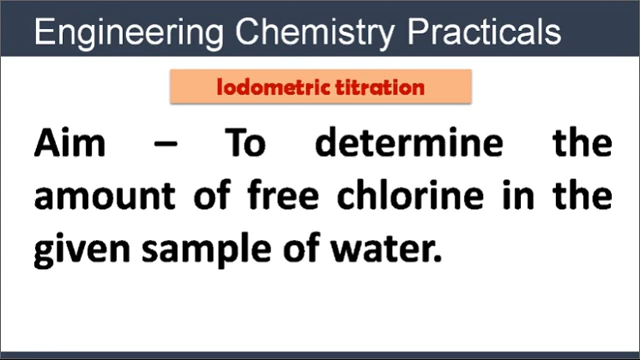 Engineering Chemistry Practicals
Iodometric titration
Aim – To determine the
amount of free chlorine in the
given sample of water.